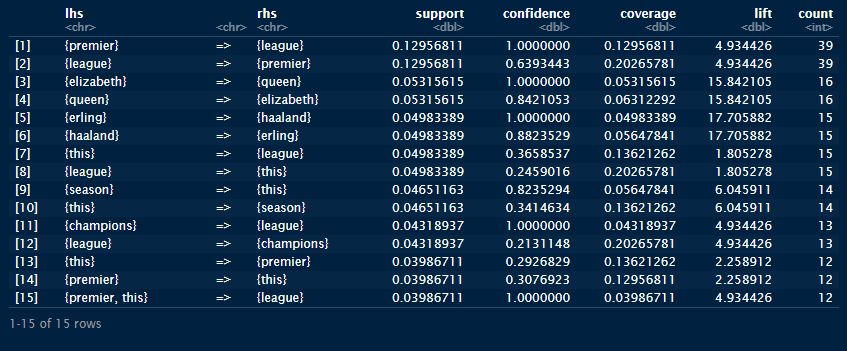 lhs rhs support confidence coverage lift count
<chr> <chr> <chr> <dbl> <dbl> <dbl> <dbl> <int>
[1] {premier} => {league} 0.12956811 1.0000000 0.12956811 4.934426 39
[2] {league} => {premier} 0.12956811 0.6393443 0.20265781 4.934426 39
[3] {elizabeth} => {queen} 0.05315615 1.0000000 0.05315615 15.842105 16
[4] {queen} => {elizabeth} 0.05315615 0.8421053 0.06312292 15.842105 16
[5] {erling} => {haaland} 0.04983389 1.0000000 0.04983389 17.705882 15
[6] {haaland} => {erling} 0.04983389 0.8823529 0.05647841 17.705882 15
[7] {this} => {league} 0.04983389 0.3658537 0.13621262 1.805278 15
[8] {league} => {this} 0.04983389 0.2459016 0.20265781 1.805278 15
[9] {season} => {this} 0.04651163 0.8235294 0.05647841 6.045911 14
[10] {this} => {season} 0.04651163 0.3414634 0.13621262 6.045911 14
[11] {champions} => {league} 0.04318937 1.0000000 0.04318937 4.934426 13
[12] {league} => {champions} 0.04318937 0.2131148 0.20265781 4.934426 13
[13] {this} => {premier} 0.03986711 0.2926829 0.13621262 2.258912 12
[14] {premier} => {this} 0.03986711 0.3076923 0.12956811 2.258912 12
[15] {premier, this} => {league} 0.03986711 1.0000000 0.03986711 4.934426 12
1-15 of 15 rows